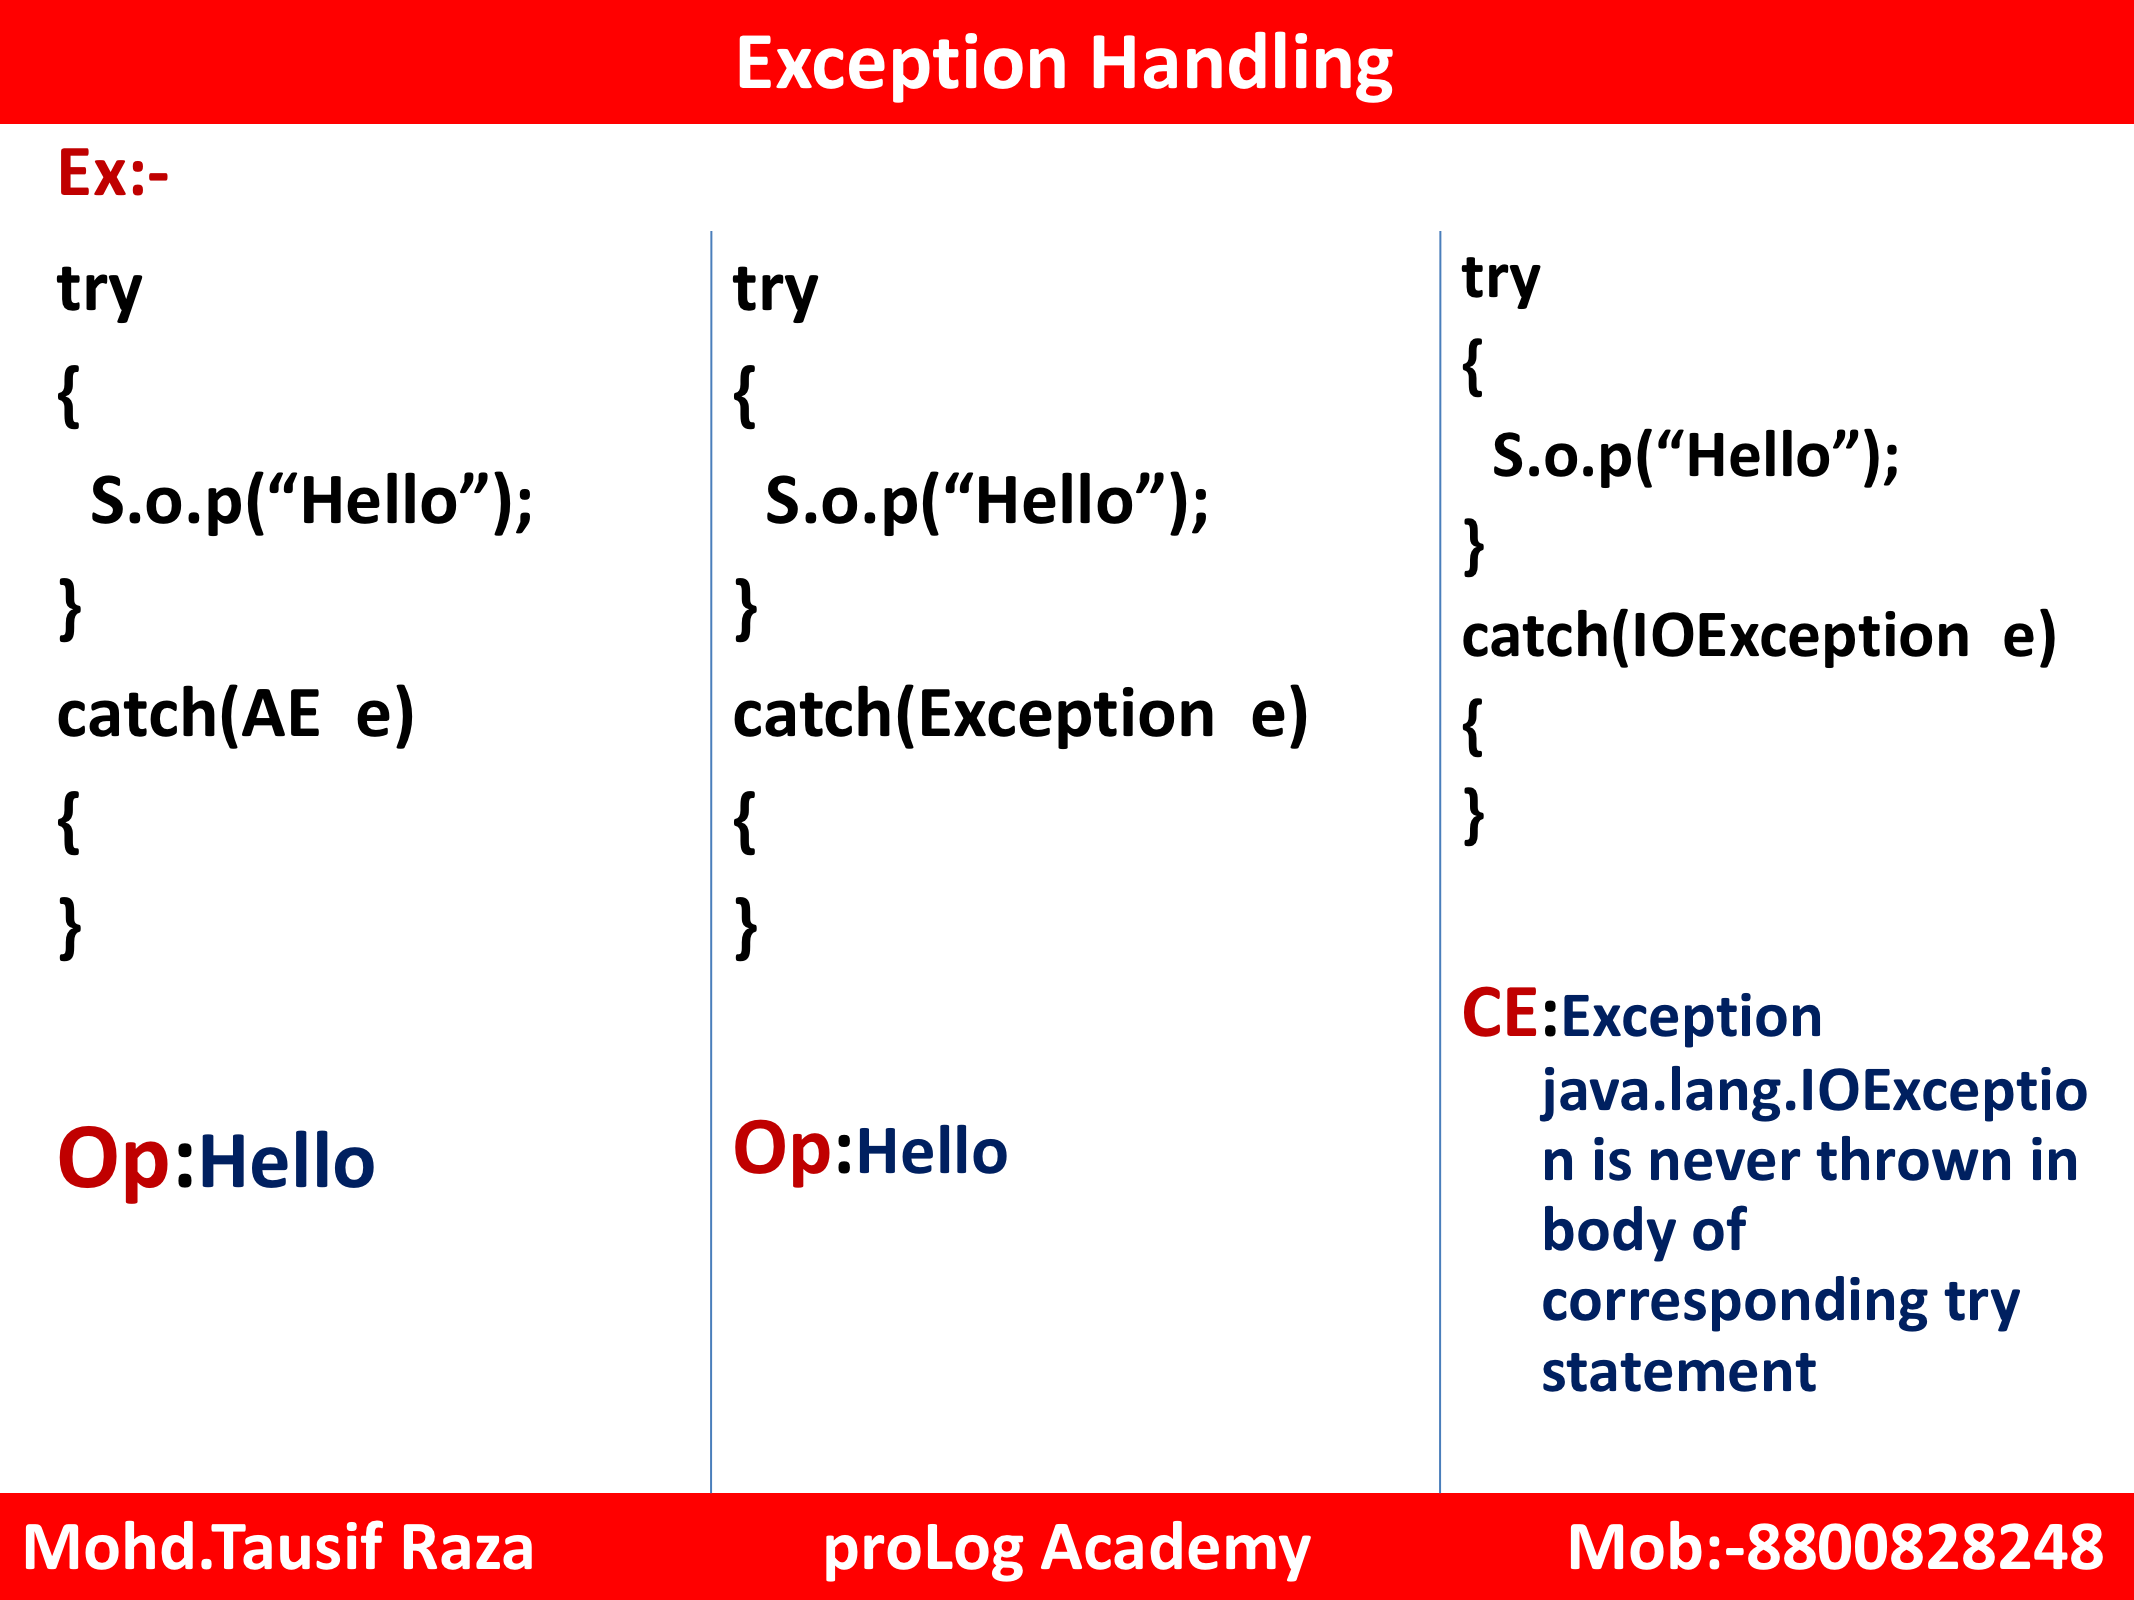 Exception Handling
Ex:-
try
{
S.o.p(“Hello”);
}
catch(AE e)
{
}
Op:Hello
try
{
S.o.p(“Hello”);
}
catch(Exception e)
{
}
Op:Hello
try
{
S.o.p(“Hello”);
}
catch(IOException e)
{
}
CE:Exception
java.lang.IOExceptio
n is never thrown in
body of
corresponding try
statement
Mohd.Tausif Raza proLog Academy Mob:-8800828248